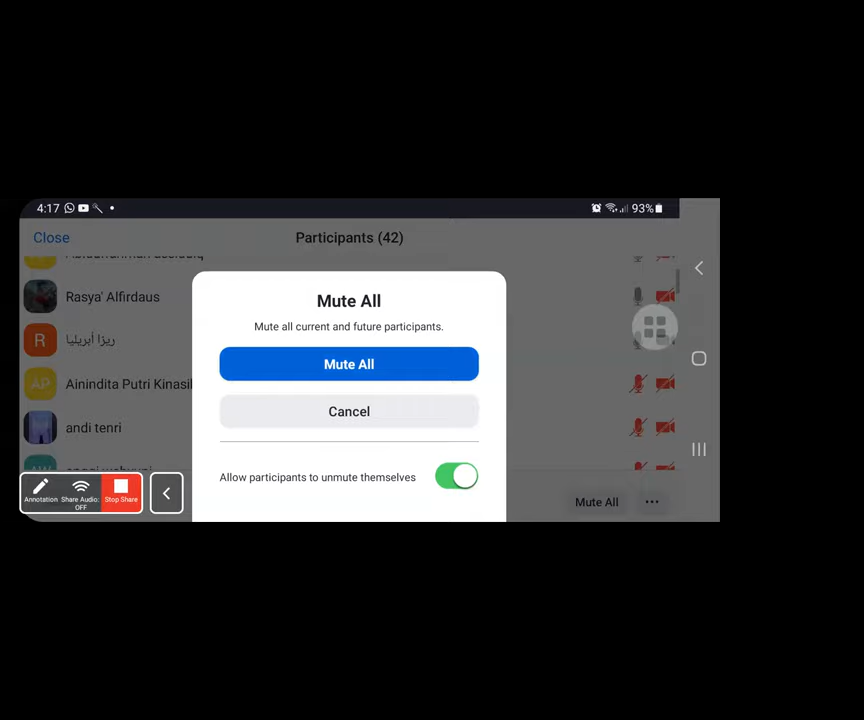 4:17
93%
Close
Participants (42)
Rasya' Alfirdaus
R
ريزا أبريليا
AP
Ainindita Putri Kinasil
andi tenri
Mute All
Mute all current and future participants.
Mute All
Cancel
Allow participants to unmute themselves
Annotation
Share Audio: OFF
Stop Share
Mute All